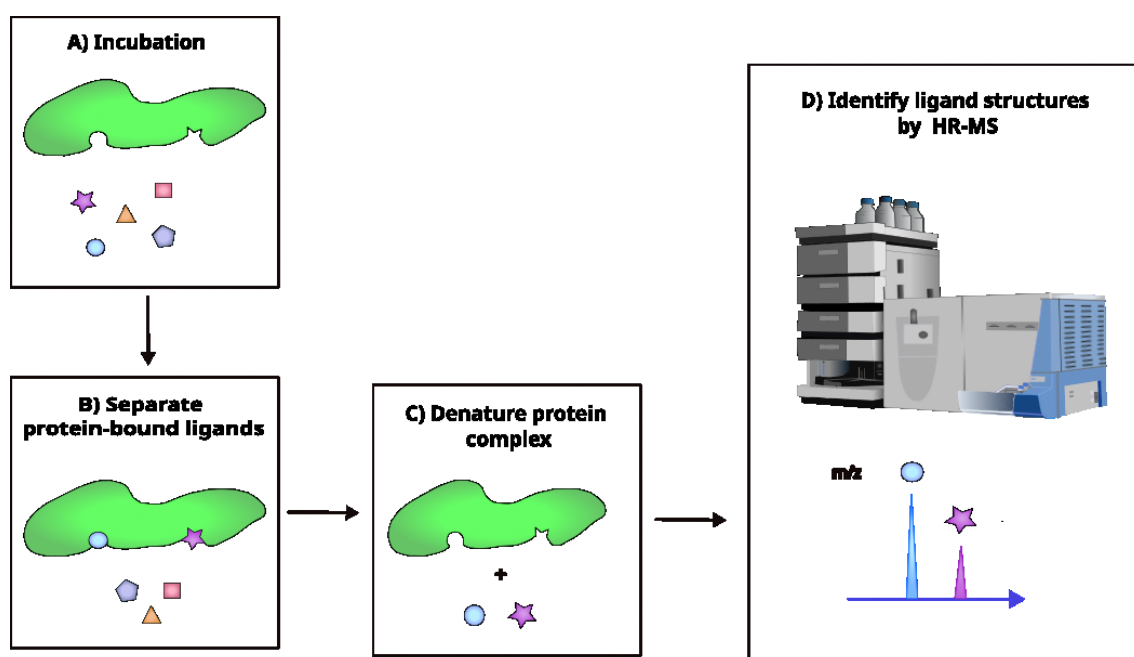 A) Incubation
B) Separate
protein-bound ligands
C) Denature protein
complex
+
D) Identify ligand structures
by HR-MS
m/z